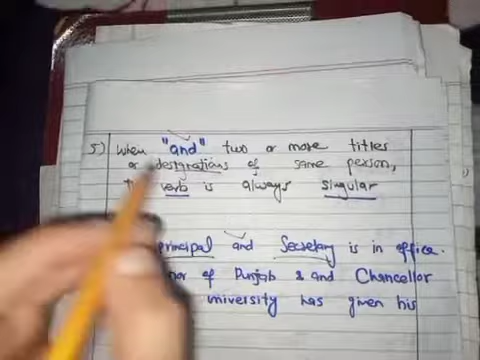 5) when "and" two or more titles
or designations of same person,
verb is always singular
principal and Secretary is in office.
of Punjab & and Chancellor
university has given his